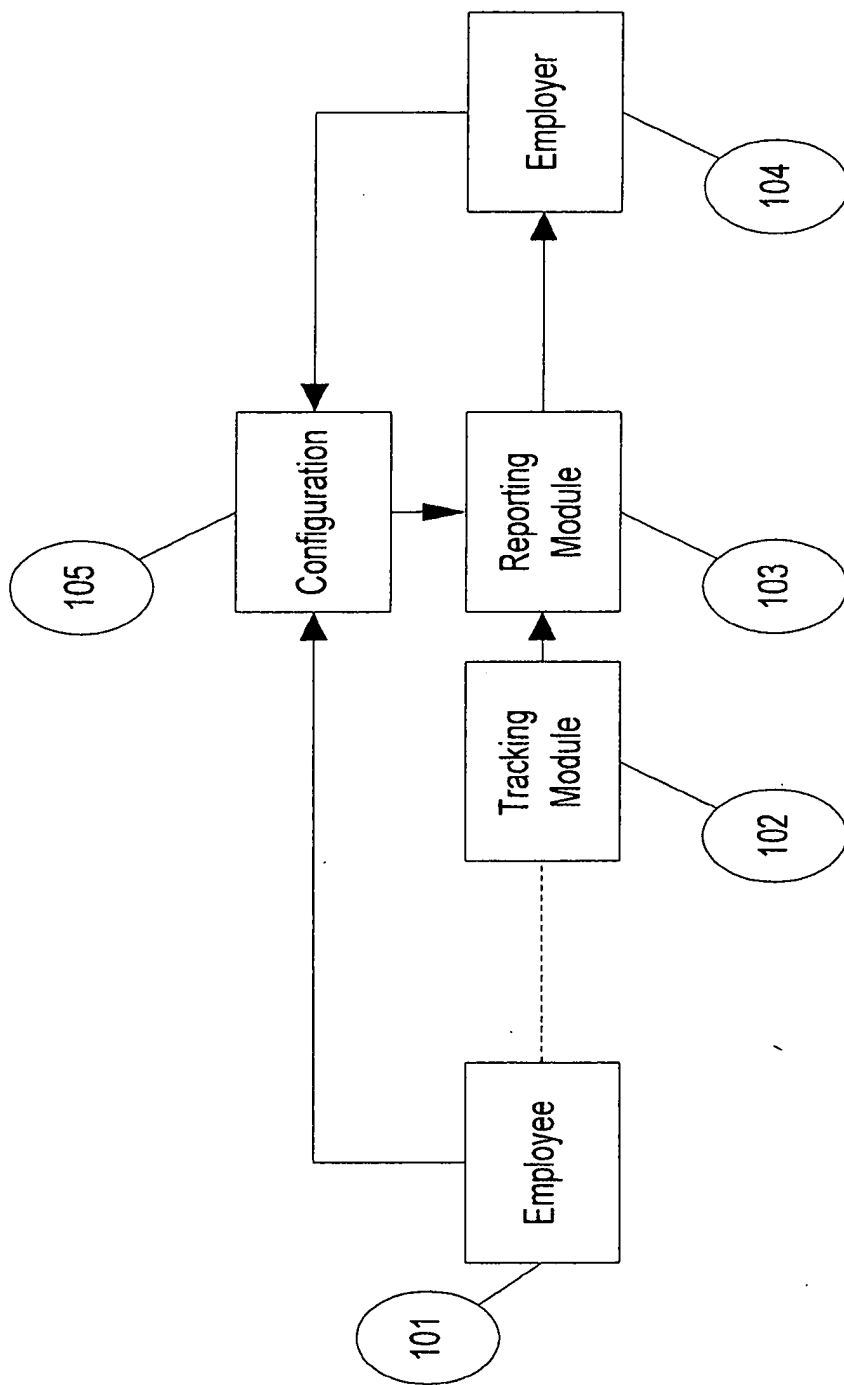 105
Configuration
Employee
Tracking
Module
Reporting
Module
Employer
101
102
103
104